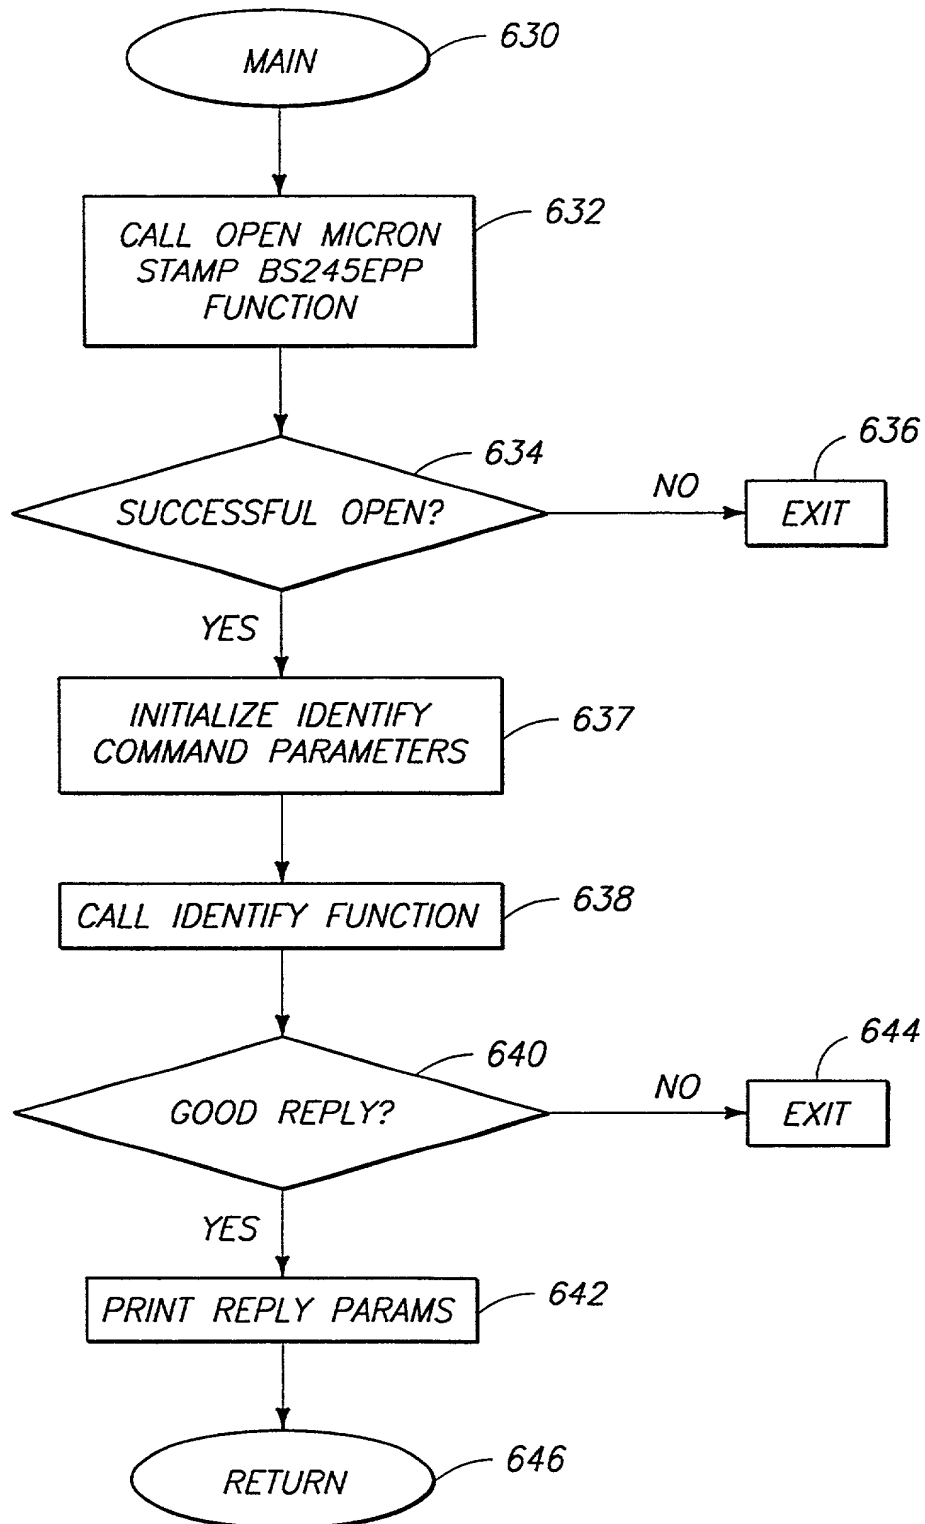 MAIN
630
CALL OPEN MICRON
STAMP BS245EPP
FUNCTION
632
SUCCESSFUL OPEN?
634
NO
EXIT
636
YES
INITIALIZE IDENTIFY
COMMAND PARAMETERS
637
CALL IDENTIFY FUNCTION
638
GOOD REPLY?
640
NO
EXIT
644
YES
PRINT REPLY PARAMS
642
RETURN
646